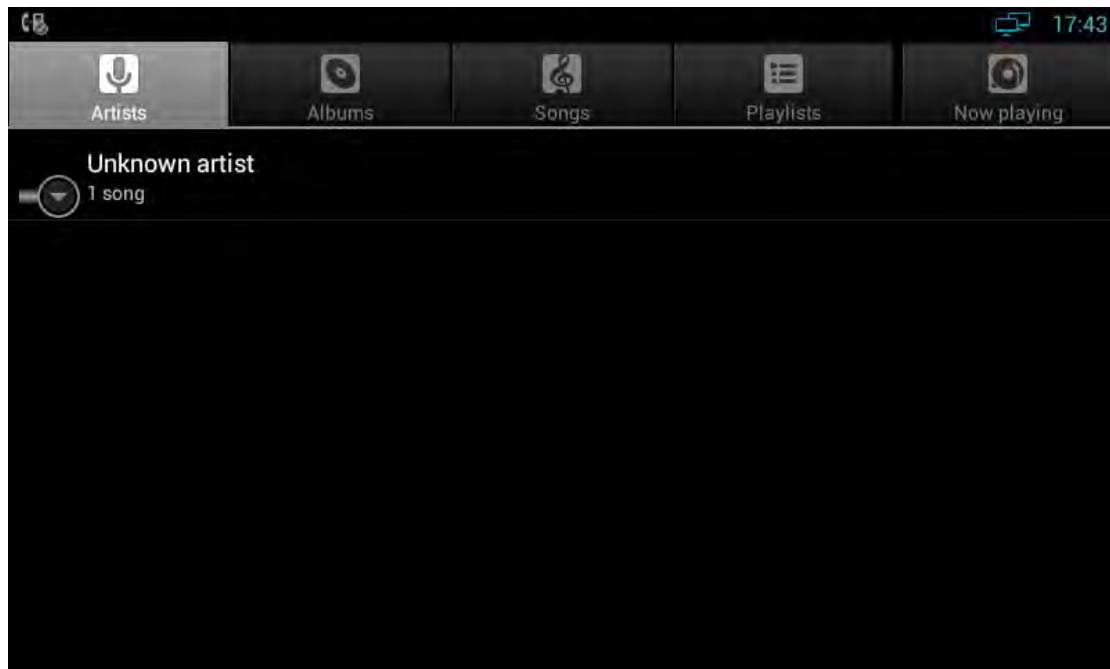 17:43
Artists
Albums
Songs
Playlists
Now playing
Unknown artist
1 song